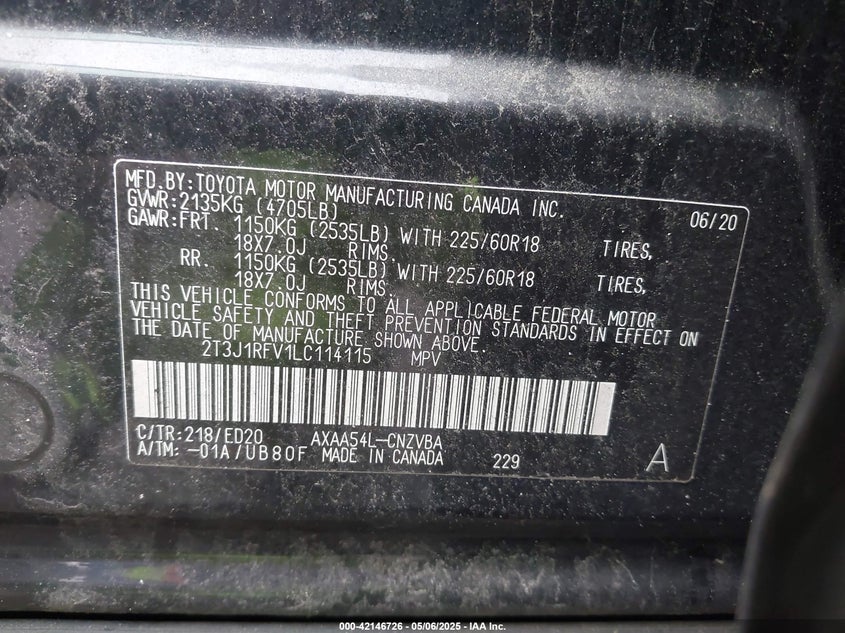 MFD.BY:TOYOTA MOTOR MANUFACTURING CANADA INC. 06/20
GVWR:2135KG (4705LB)
GAWR:FRT. 1150KG (2535LB) WITH 225/60R18 TIRES,
18X7.0J RIMS.
RR. 1150KG (2535LB) WITH 225/60R18 TIRES,
18X7.0J RIMS.
THIS VEHICLE CONFORMS TO ALL APPLICABLE FEDERAL MOTOR
VEHICLE SAFETY AND THEFT PREVENTION STANDARDS IN EFFECT ON
THE DATE OF MANUFACTURE SHOWN ABOVE.
2T3J1RFV1LC114115 MPV
C/TR:218/ED20 AXAA54L-CNZVBA
A/TM:-01A/UB80F MADE IN CANADA 229 A
000-42146726 - 05/06/2025 - IAA Inc.